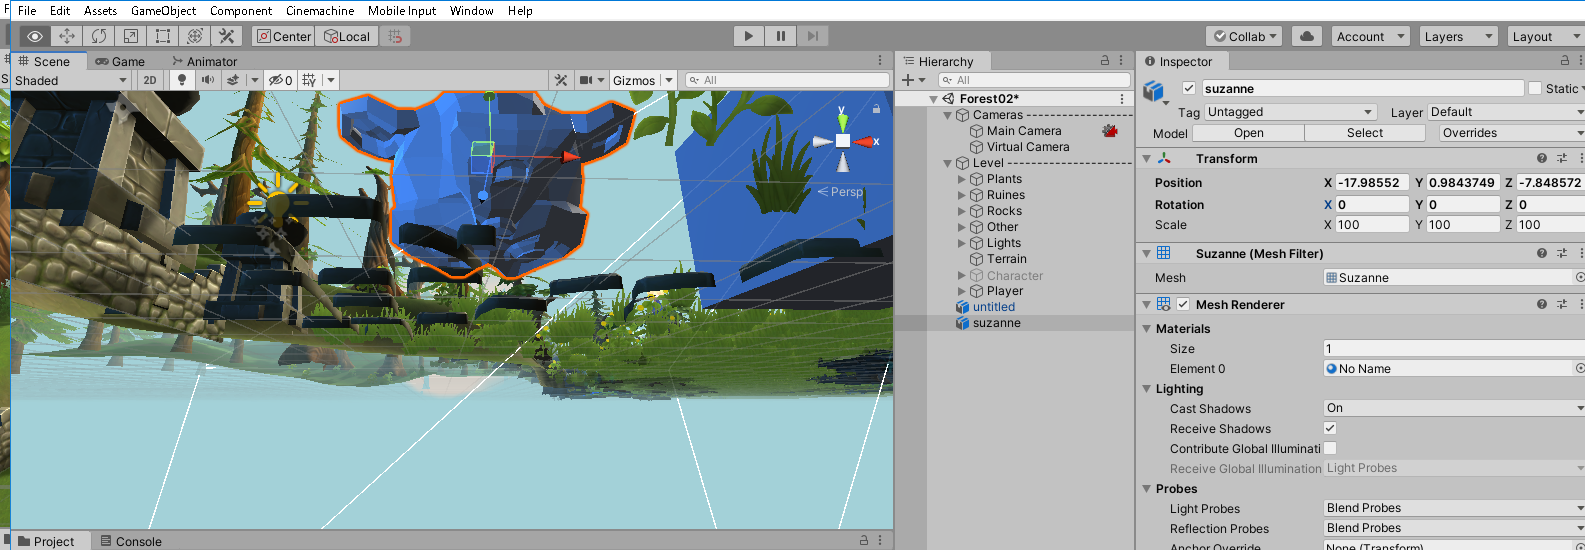 File Edit Assets GameObject Component Cinemachine Mobile Input Window Help
Center Local Collab Account Layers Layout
Scene Game Animator
Shaded 2D 0 Gizmos All
y
x
Persp
Project Console
Hierarchy
All
Forest02*
Cameras
Main Camera
Virtual Camera
Level
Plants
Ruines
Rocks
Other
Lights
Terrain
Character
Player
untitled
suzanne
Inspector
suzanne Static
Tag Untagged Layer Default
Model Open Select Overrides
Transform
Position X -17.98552 Y 0.9843749 Z -7.848572
Rotation X 0 Y 0 Z 0
Scale X 100 Y 100 Z 100
Suzanne (Mesh Filter)
Mesh Suzanne
Mesh Renderer
Materials
Size 1
Element 0 No Name
Lighting
Cast Shadows On
Receive Shadows
Contribute Global Illuminati
Receive Global Illumination Light Probes
Probes
Light Probes Blend Probes
Reflection Probes Blend Probes
Anchor Override None (Transform)